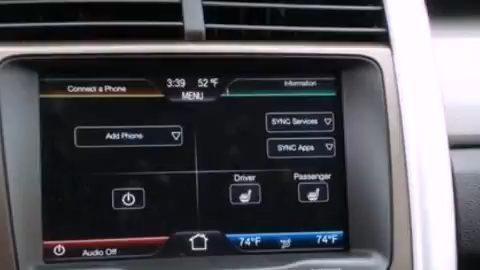 3:39 52 °F
Connect a Phone MENU Information
Add Phone SYNC Services
SYNC Apps
Driver Passenger
Audio Off 74°F 74°F